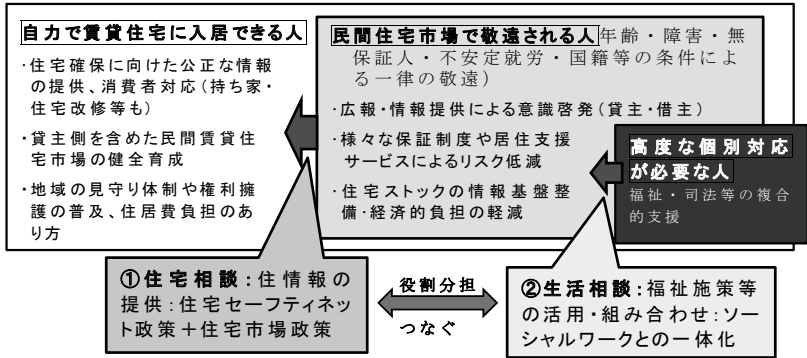 自力で賃貸住宅に入居できる人
・住宅確保に向けた公正な情報
の提供、消費者対応(持ち家・
住宅改修等も)
・貸主側を含めた民間賃貸住
宅市場の健全育成
・地域の見守り体制や権利擁
護の普及、住居費負担のあ
り方
民間住宅市場で敬遠される人年齢・障害・無
保証人・不安定就労・国籍等の条件によ
る一律の敬遠)
・広報・情報提供による意識啓発(貸主・借主)
・様々な保証制度や居住支援
サービスによるリスク低減
・住宅ストックの情報基盤整
備・経済的負担の軽減
高度な個別対応
が必要な人
福祉・司法等の複合
的支援
①住宅相談:住情報の
提供:住宅セーフティネッ
ト政策+住宅市場政策
役割分担
つなぐ
②生活相談:福祉施策等
の活用・組み合わせ:ソー
シャルワークとの一体化